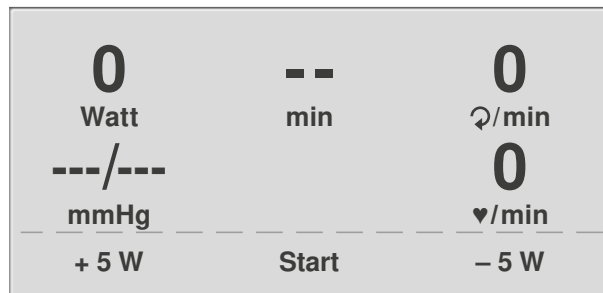 0 -- 0
Watt min ⟳/min
---/--- 0
mmHg ♥/min
+ 5 W Start – 5 W